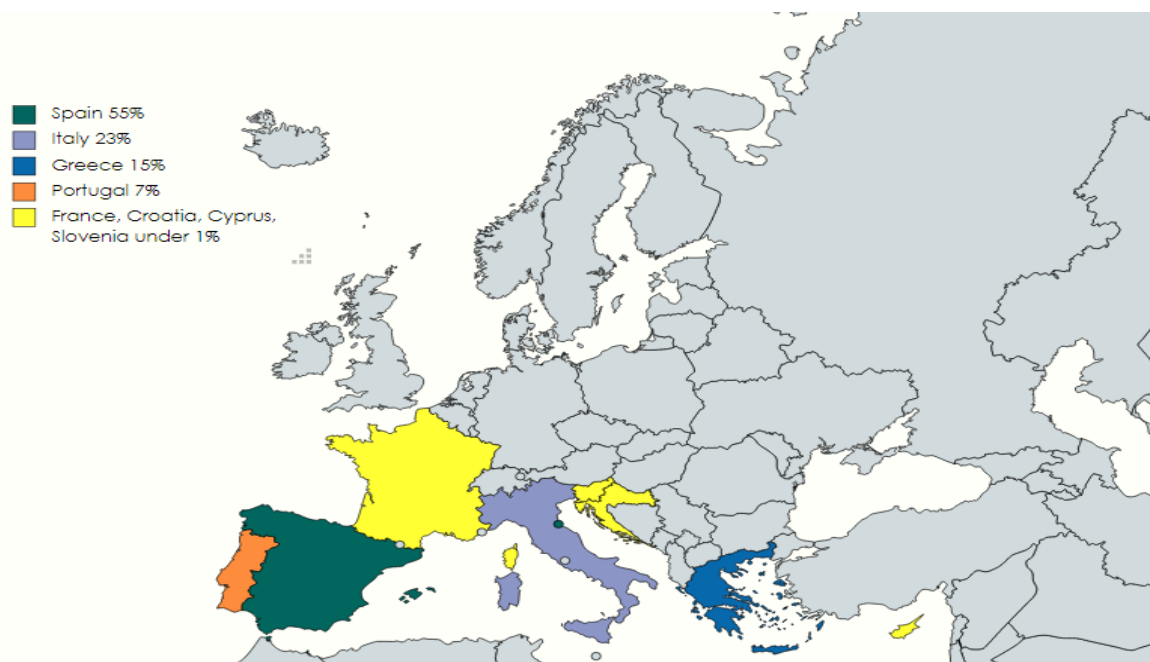 Spain 55%
Italy 23%
Greece 15%
Portugal 7%
France, Croatia, Cyprus,
Slovenia under 1%